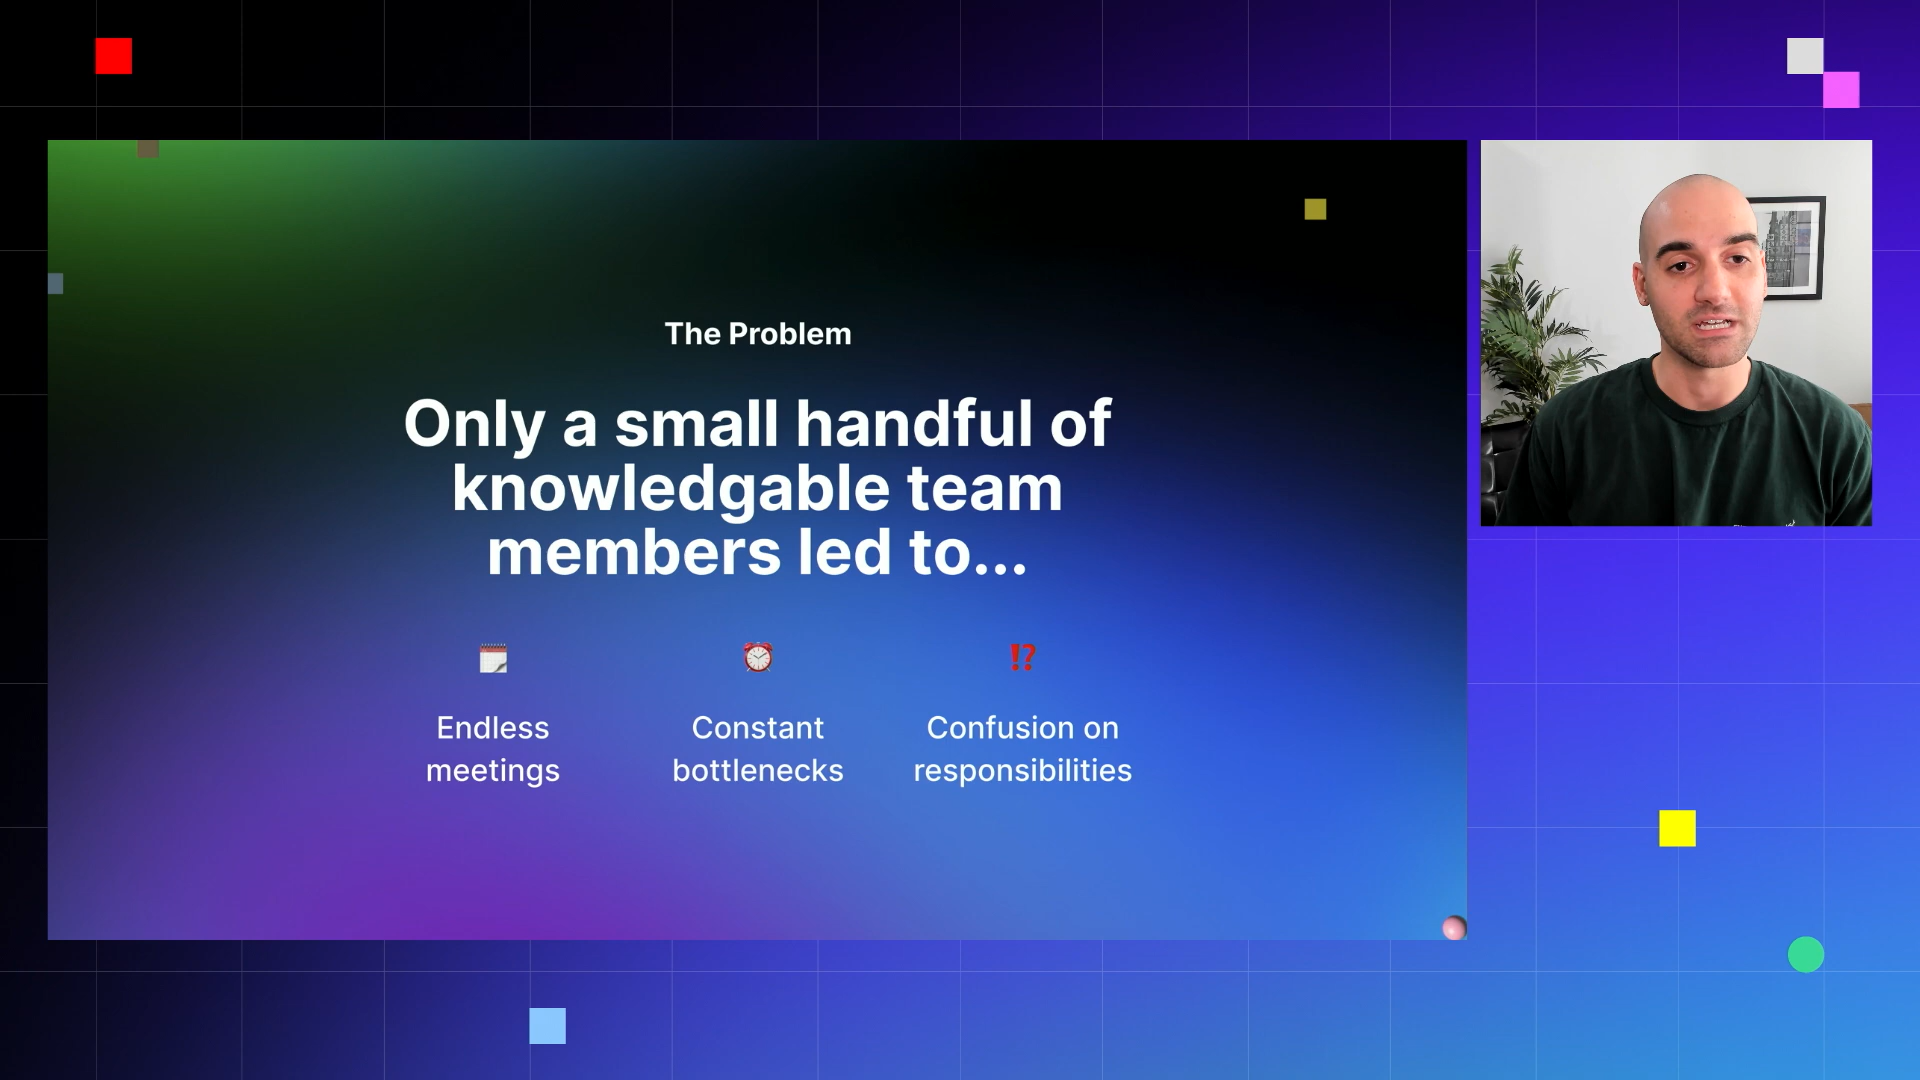 The Problem
Only a small handful of
knowledgable team
members led to...
Endless
meetings
Constant
bottlenecks
Confusion on
responsibilities